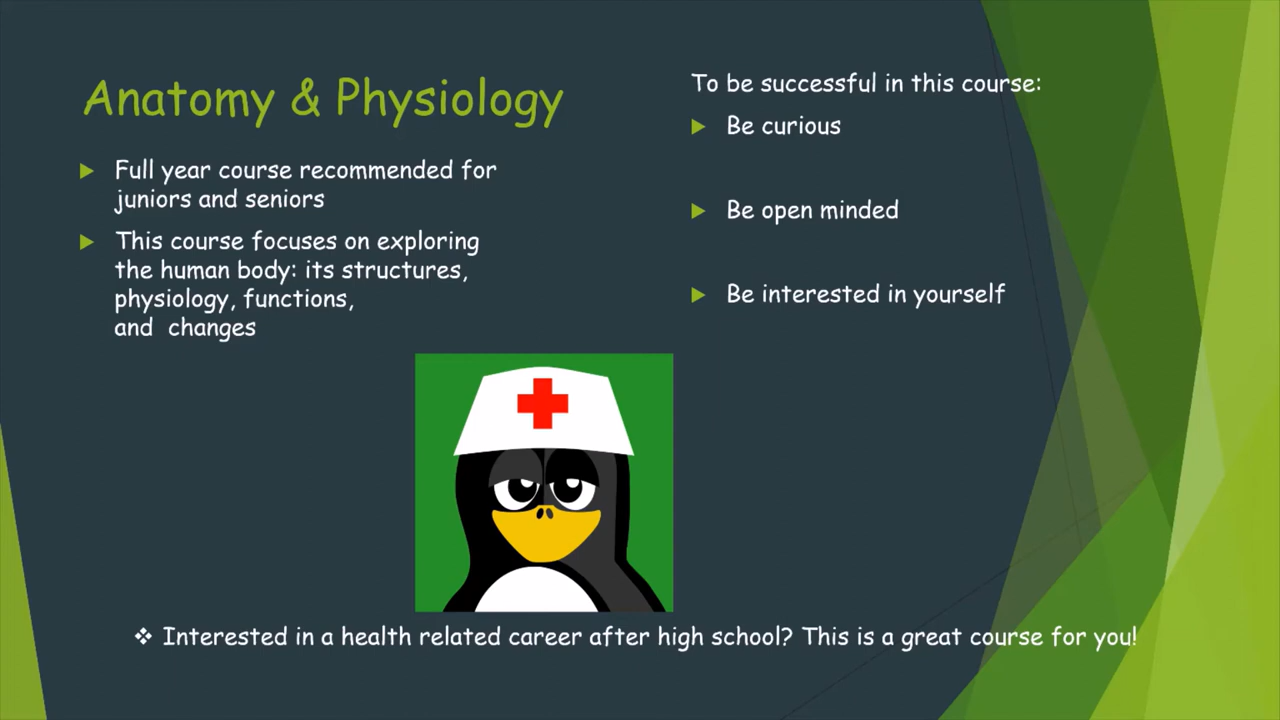 Anatomy & Physiology
Full year course recommended for
juniors and seniors
This course focuses on exploring
the human body: its structures,
physiology, functions,
and  changes
To be successful in this course:
Be curious
Be open minded
Be interested in yourself
❖ Interested in a health related career after high school? This is a great course for you!